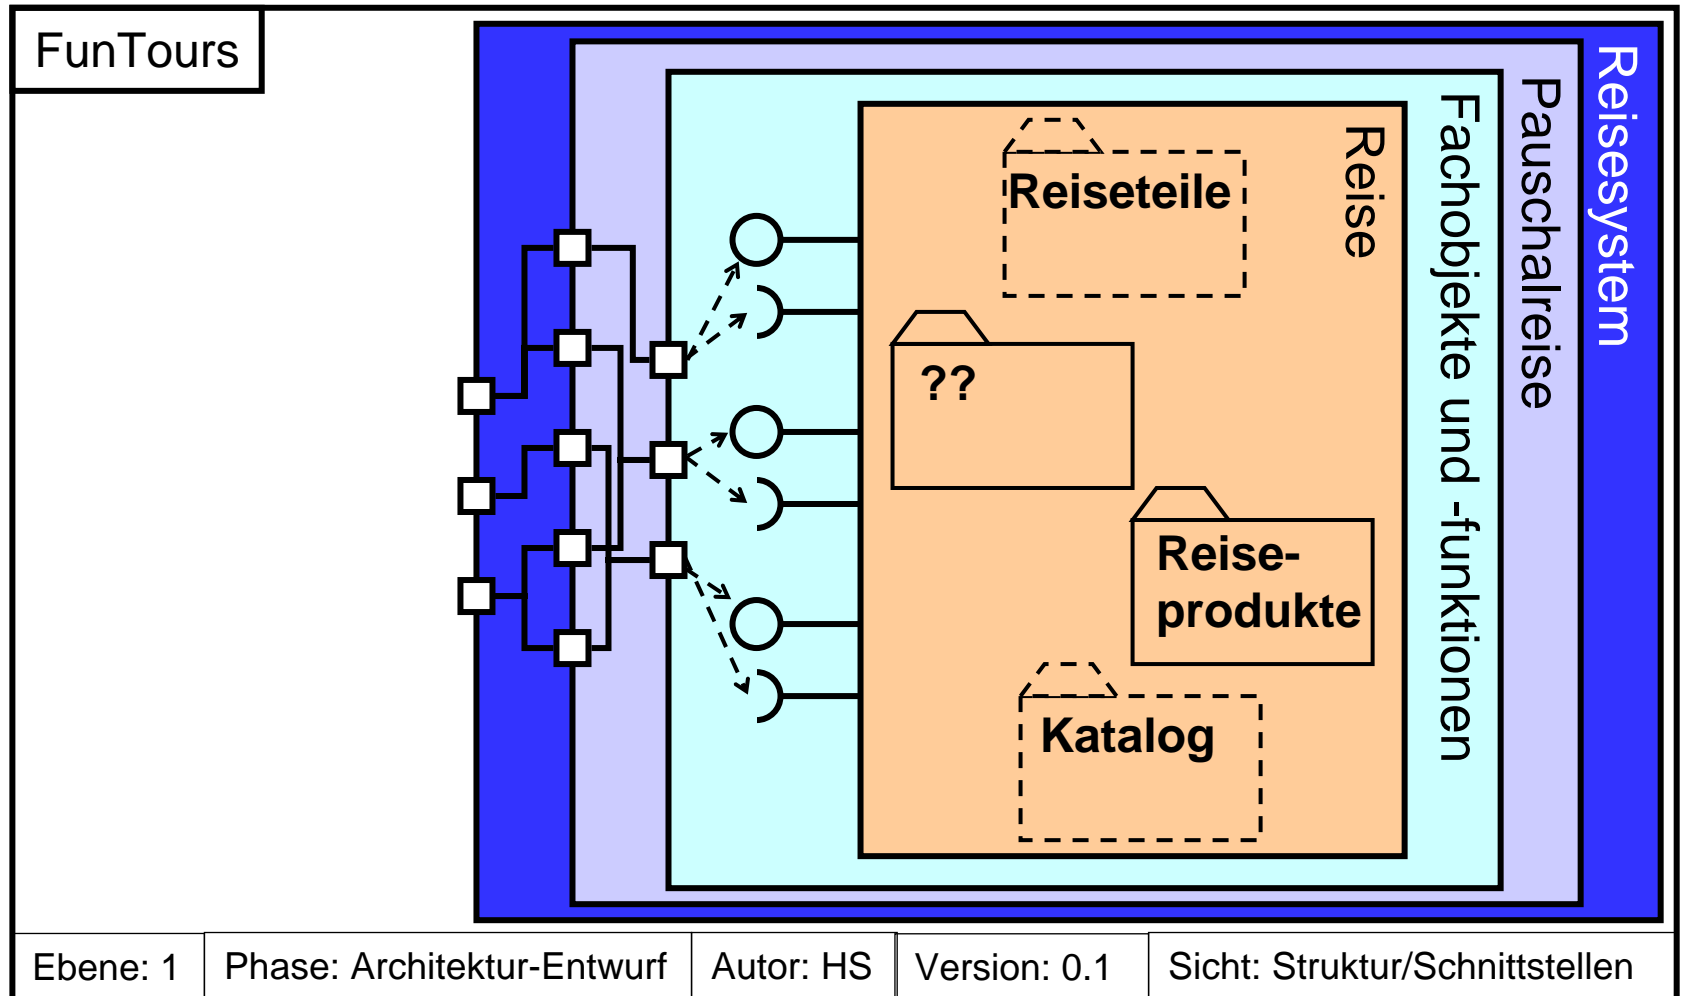 FunTours
Reisesystem
Pauschalreise
Fachobjekte und -funktionen
Reise
Reiseteile
??
Reise-
produkte
Katalog
Ebene: 1
Phase: Architektur-Entwurf
Autor: HS
Version: 0.1
Sicht: Struktur/Schnittstellen